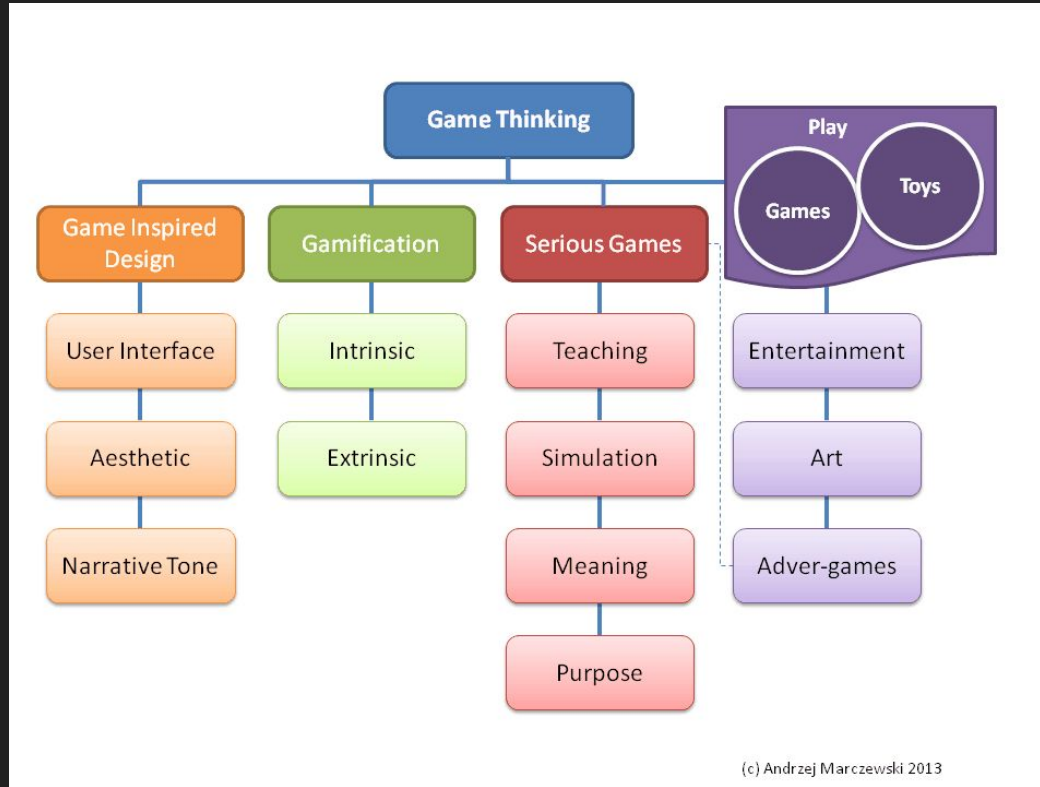 Game Thinking
Play
Games
Toys
Game Inspired
Design
Gamification
Serious Games
User Interface
Intrinsic
Teaching
Entertainment
Aesthetic
Extrinsic
Simulation
Art
Narrative Tone
Meaning
Adver-games
Purpose
(c) Andrzej Marczewski 2013